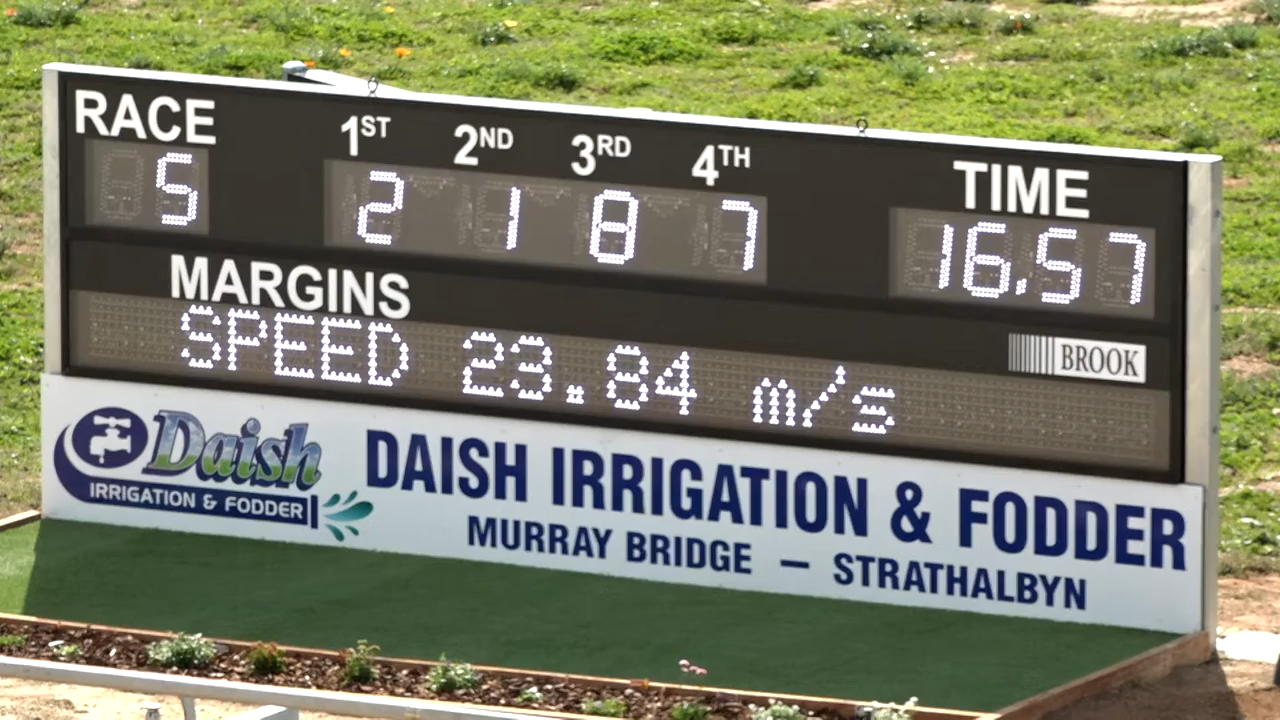 RACE 1ST 2ND 3RD 4TH TIME
5 2 1 8 7 16.57
MARGINS
BROOK
SPEED 23.84 m/s
Daish
IRRIGATION & FODDER
DAISH IRRIGATION & FODDER
MURRAY BRIDGE – STRATHALBYN